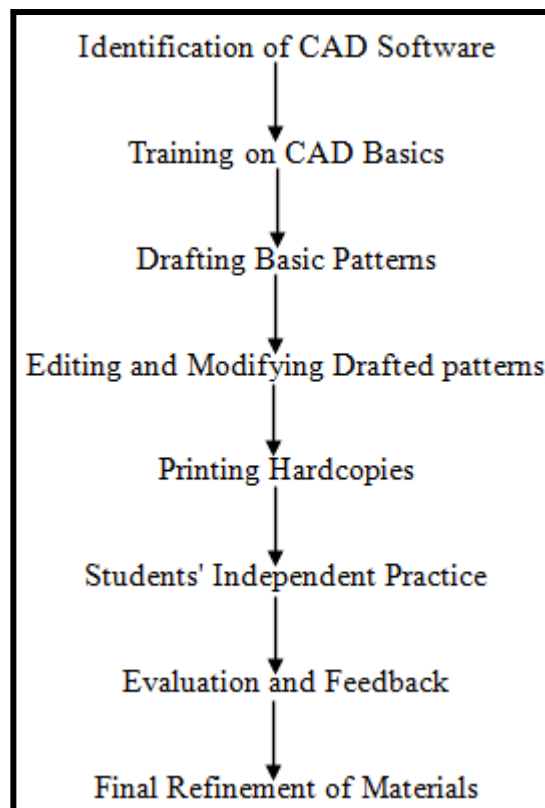 Identification of CAD Software
Training on CAD Basics
Drafting Basic Patterns
Editing and Modifying Drafted patterns
Printing Hardcopies
Students' Independent Practice
Evaluation and Feedback
Final Refinement of Materials